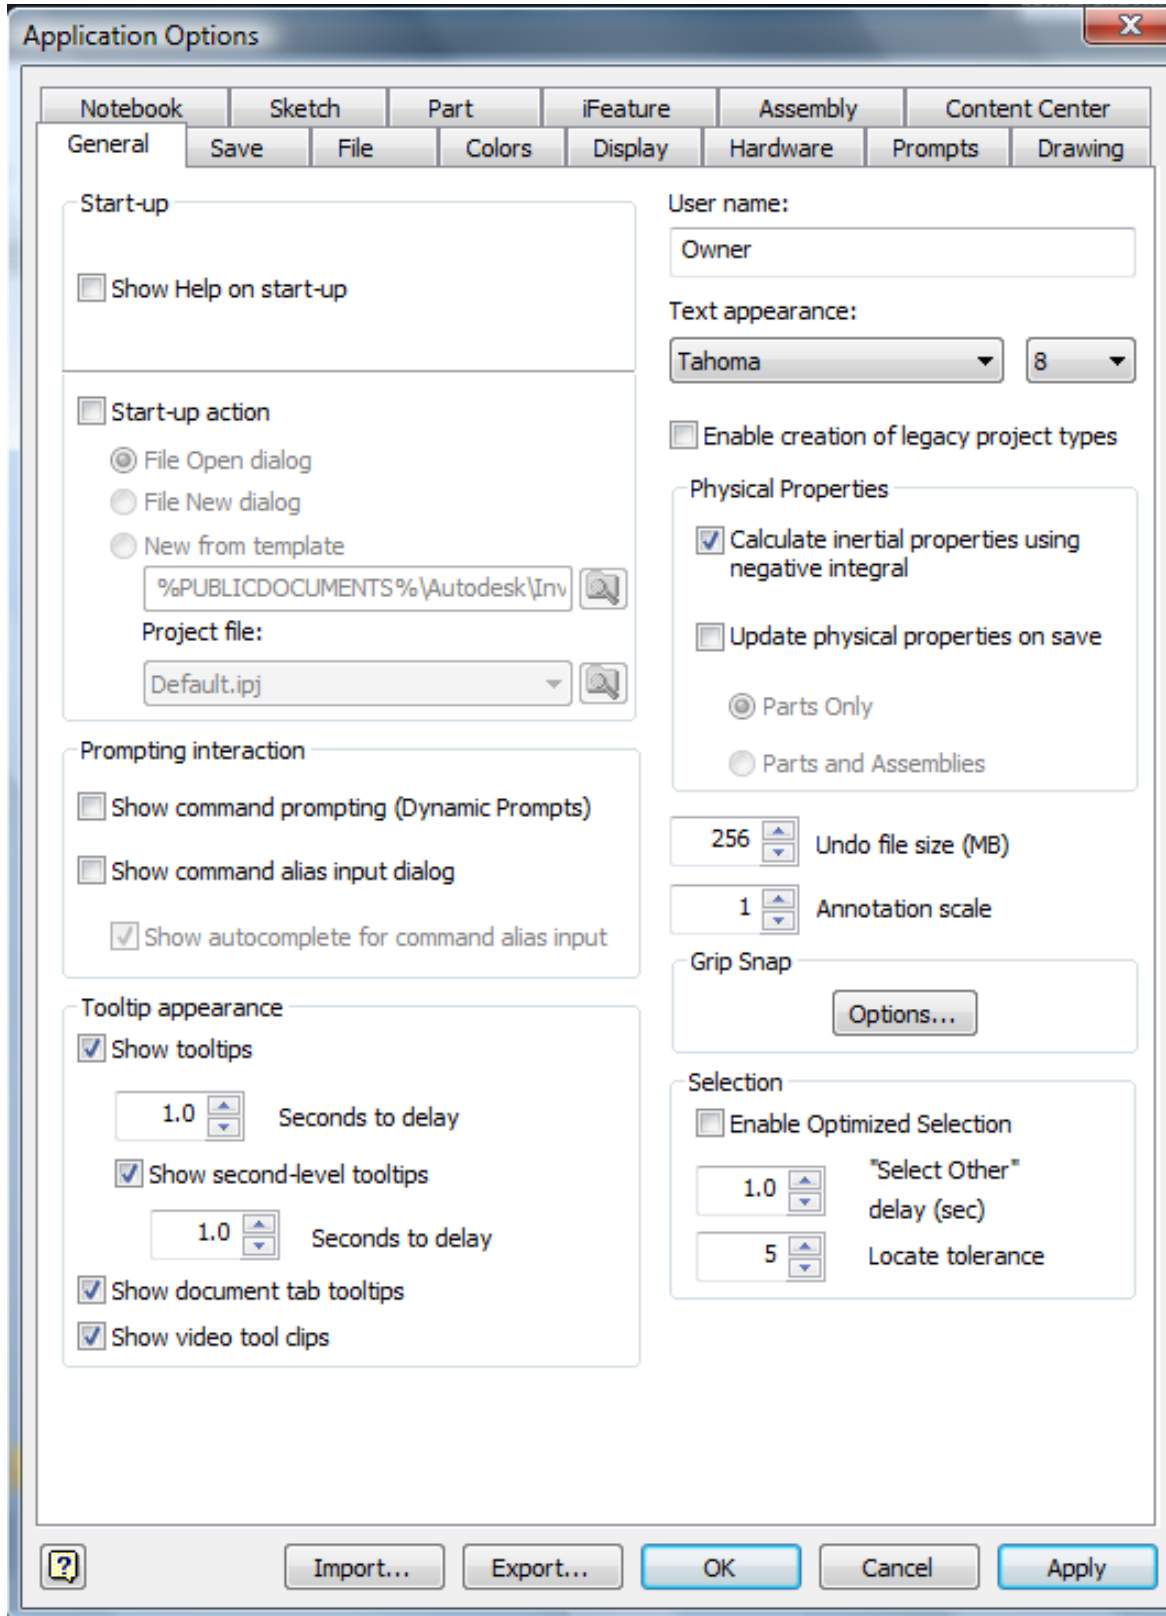 Application Options
X
Notebook Sketch Part iFeature Assembly Content Center
General Save File Colors Display Hardware Prompts Drawing
Start-up
Show Help on start-up
Start-up action
File Open dialog
File New dialog
New from template
%PUBLICDOCUMENTS%\Autodesk\Inv
Project file:
Default.ipj
Prompting interaction
Show command prompting (Dynamic Prompts)
Show command alias input dialog
Show autocomplete for command alias input
Tooltip appearance
Show tooltips
1.0 Seconds to delay
Show second-level tooltips
1.0 Seconds to delay
Show document tab tooltips
Show video tool clips
User name:
Owner
Text appearance:
Tahoma 8
Enable creation of legacy project types
Physical Properties
Calculate inertial properties using
negative integral
Update physical properties on save
Parts Only
Parts and Assemblies
256 Undo file size (MB)
1 Annotation scale
Grip Snap
Options...
Selection
Enable Optimized Selection
1.0 "Select Other"
delay (sec)
5 Locate tolerance
? Import... Export... OK Cancel Apply